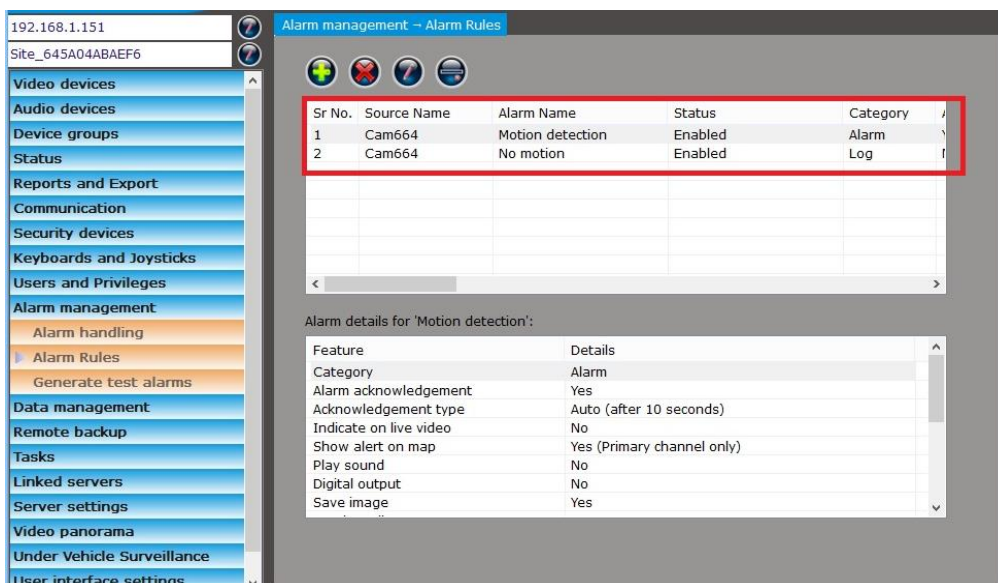 192.168.1.151
Site_645A04ABAEF6
Video devices
Audio devices
Device groups
Status
Reports and Export
Communication
Security devices
Keyboards and Joysticks
Users and Privileges
Alarm management
Alarm handling
Alarm Rules
Generate test alarms
Data management
Remote backup
Tasks
Linked servers
Server settings
Video panorama
Under Vehicle Surveillance
User interface settings
Alarm management → Alarm Rules
Sr No. Source Name Alarm Name Status Category
1 Cam664 Motion detection Enabled Alarm
2 Cam664 No motion Enabled Log
Alarm details for 'Motion detection':
Feature Details
Category Alarm
Alarm acknowledgement Yes
Acknowledgement type Auto (after 10 seconds)
Indicate on live video No
Show alert on map Yes (Primary channel only)
Play sound No
Digital output No
Save image Yes